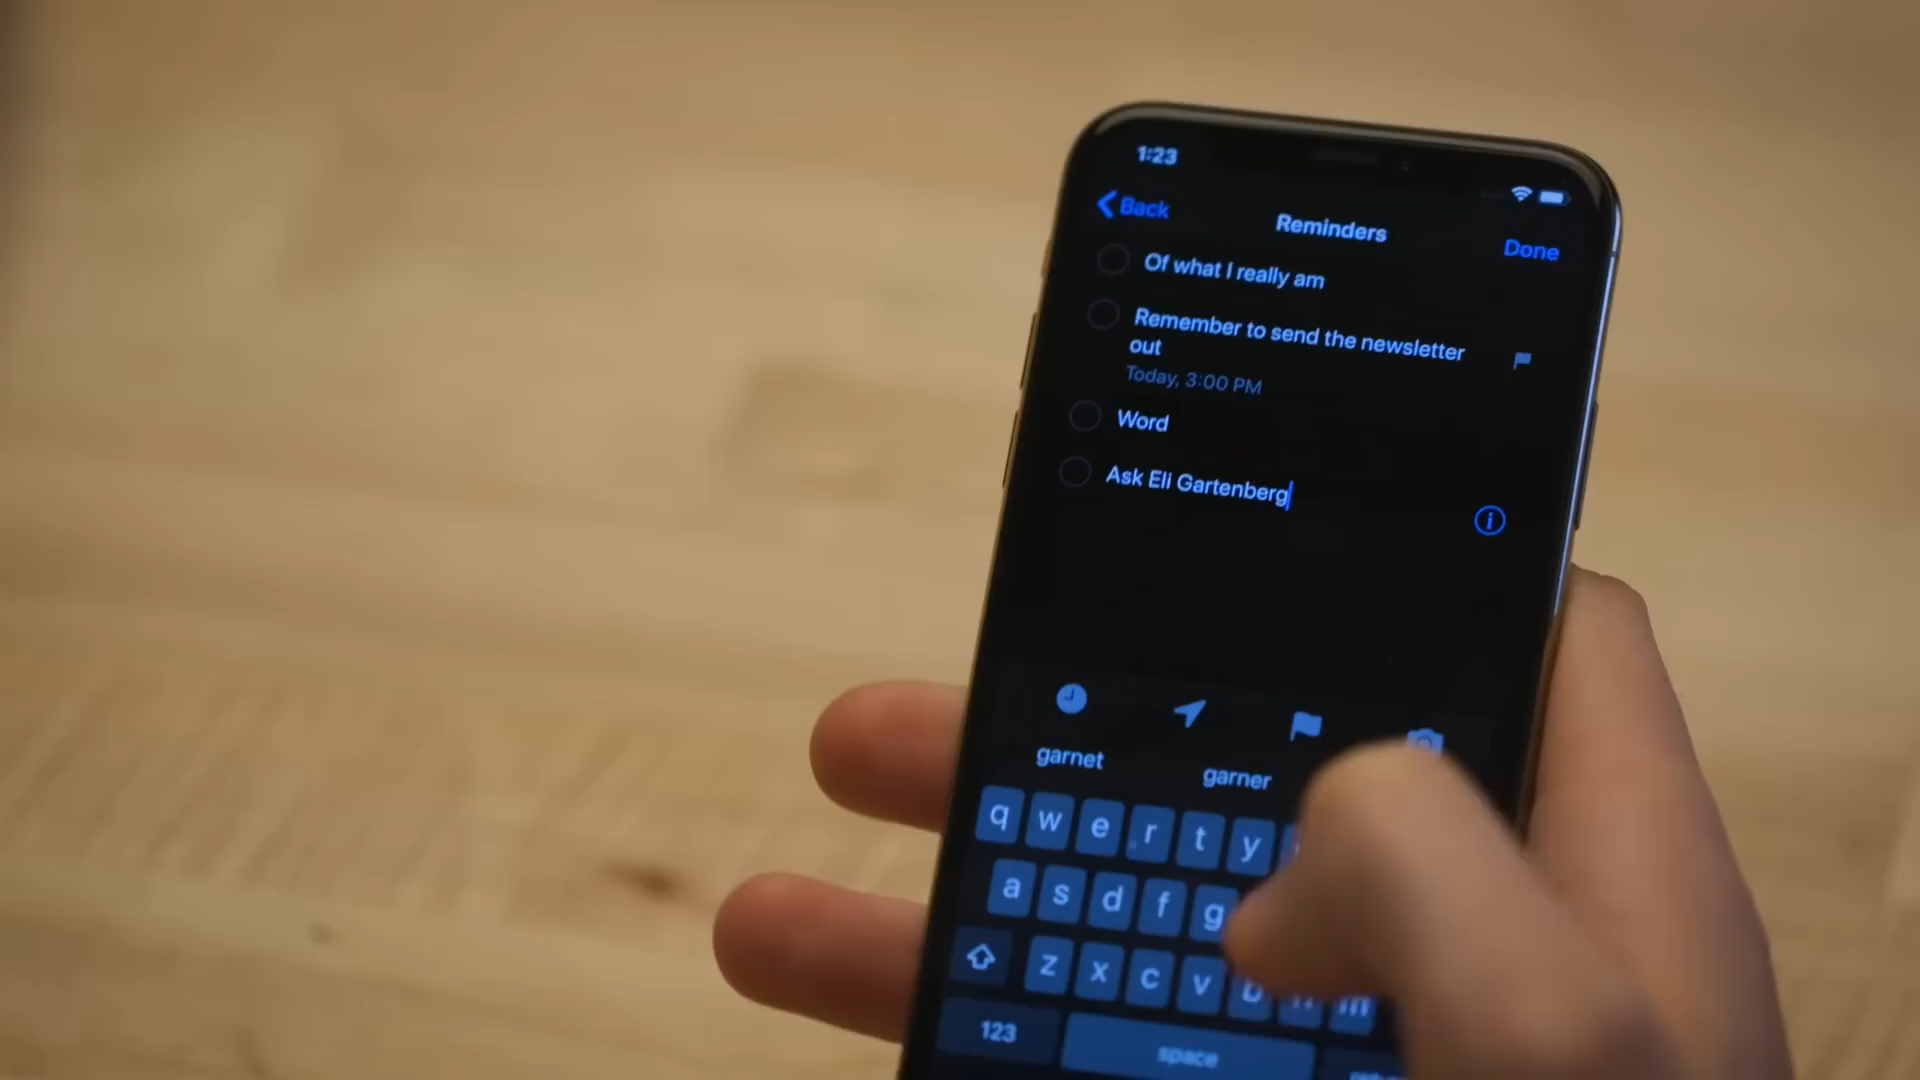 1:23
Back
Reminders
Done
Of what I really am
Remember to send the newsletter
out
Today, 3:00 PM
Word
Ask Eli Gartenberg
garnet garner
q w e r t y
a s d f g
z x c v b n m
123 space